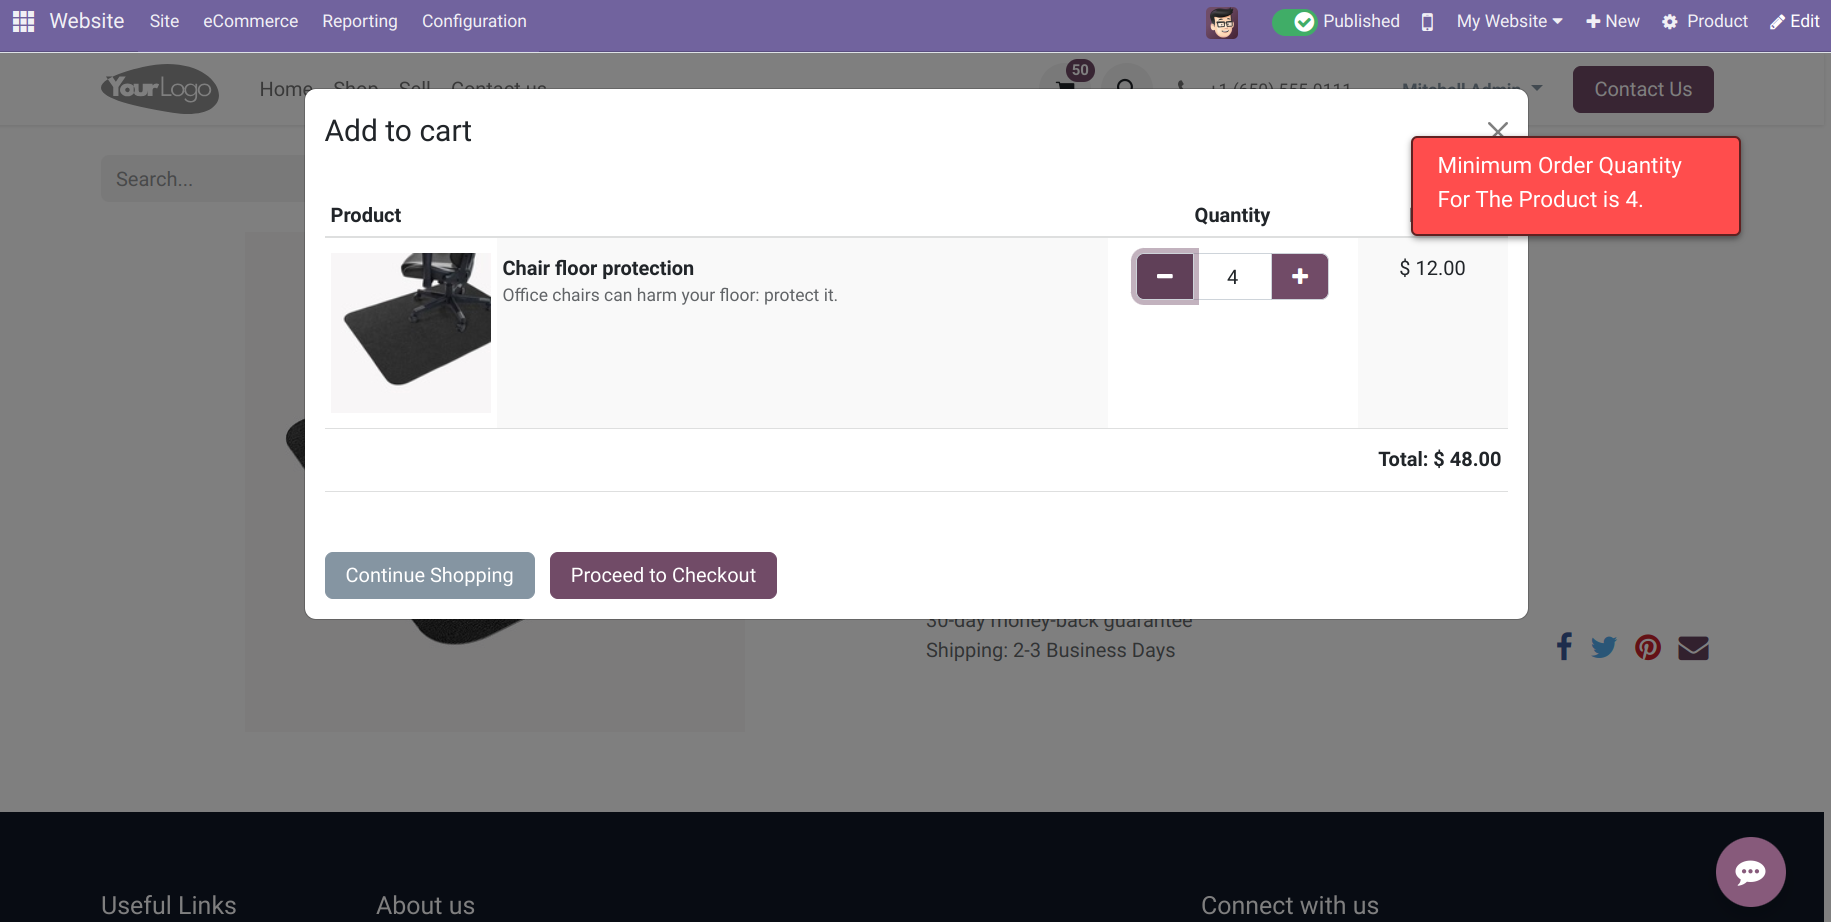 Website Site eCommerce Reporting Configuration Published My Website New Product Edit
YourLogo Home Shop Sell Contact us 50 +1 (650) 555-0111 Mitchell Admin Contact Us
Add to cart
Minimum Order Quantity
For The Product is 4.
Search...
Product Quantity
Chair floor protection 4 $ 12.00
Office chairs can harm your floor: protect it.
Total: $ 48.00
Continue Shopping Proceed to Checkout
30-day money-back guarantee
Shipping: 2-3 Business Days
Useful Links About us Connect with us